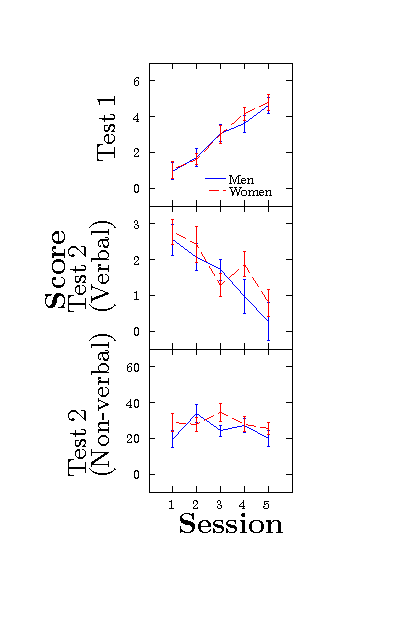 Test 1
6
4
2
0
Men
Women
Score
Test 2
(Verbal)
3
2
1
0
Test 2
(Non-verbal)
60
40
20
0
1 2 3 4 5
Session